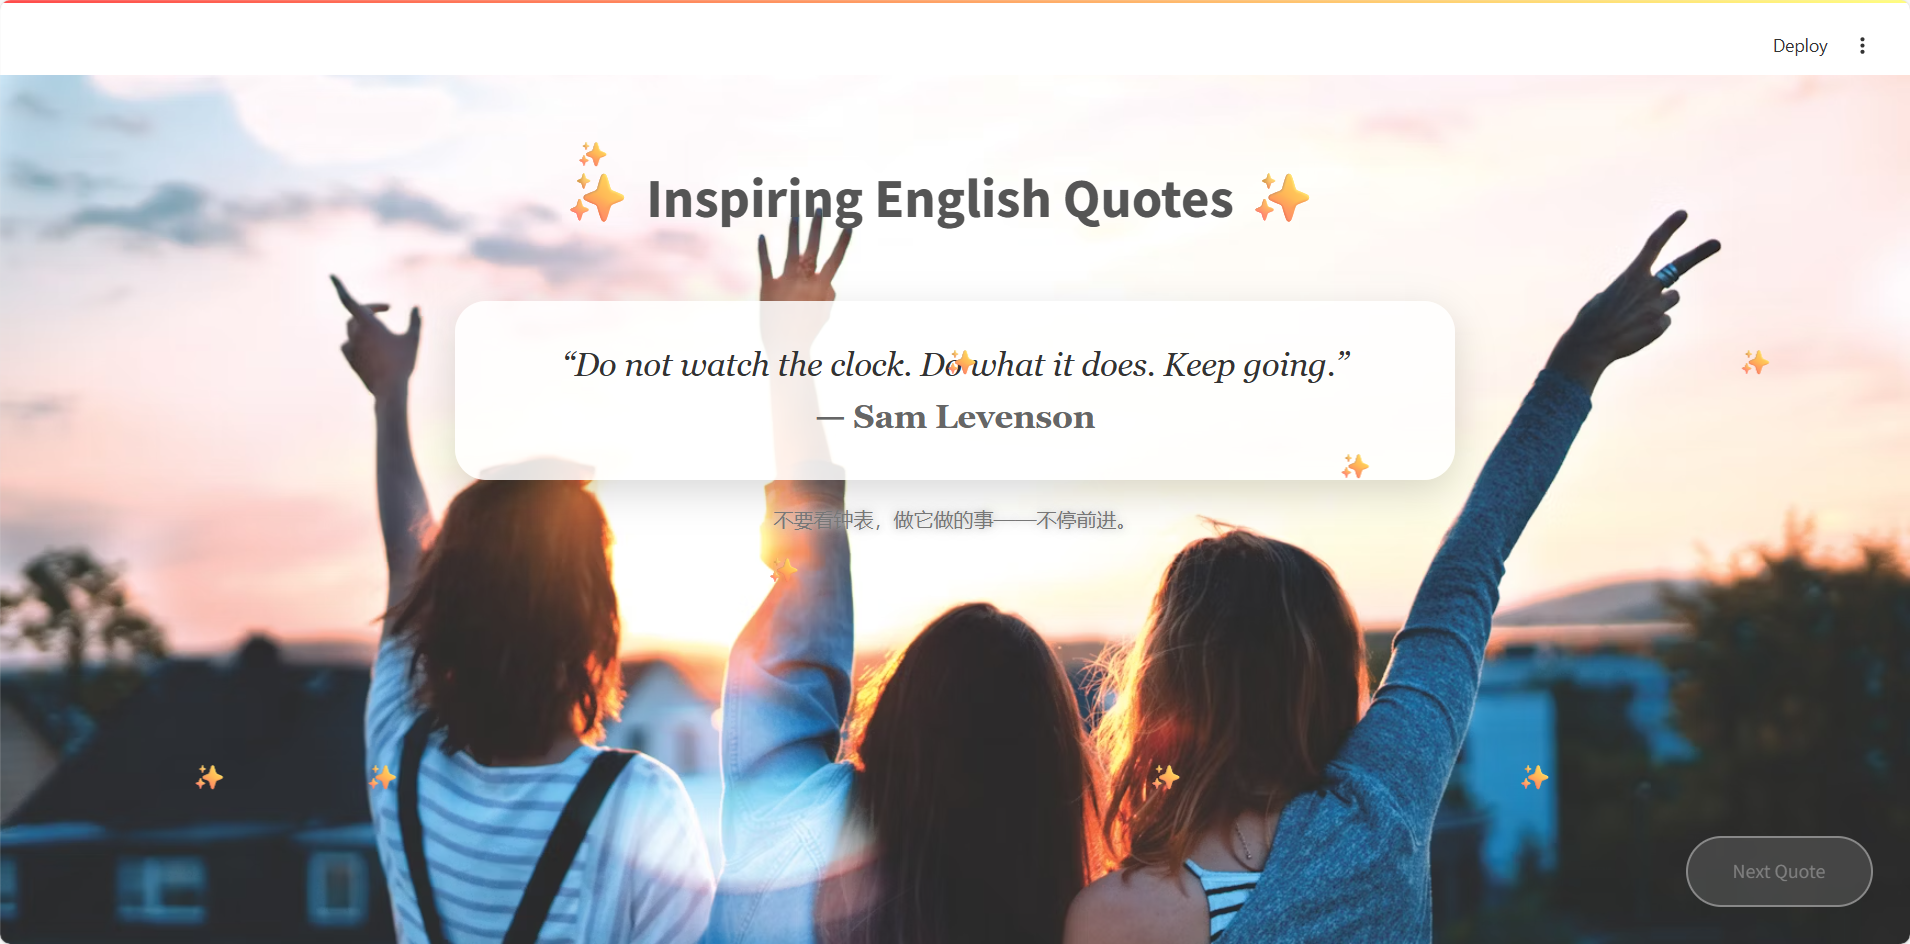 Deploy
Inspiring English Quotes
“Do not watch the clock. Do what it does. Keep going.”
— Sam Levenson
不要看钟表，做它做的事——不停前进。
Next Quote